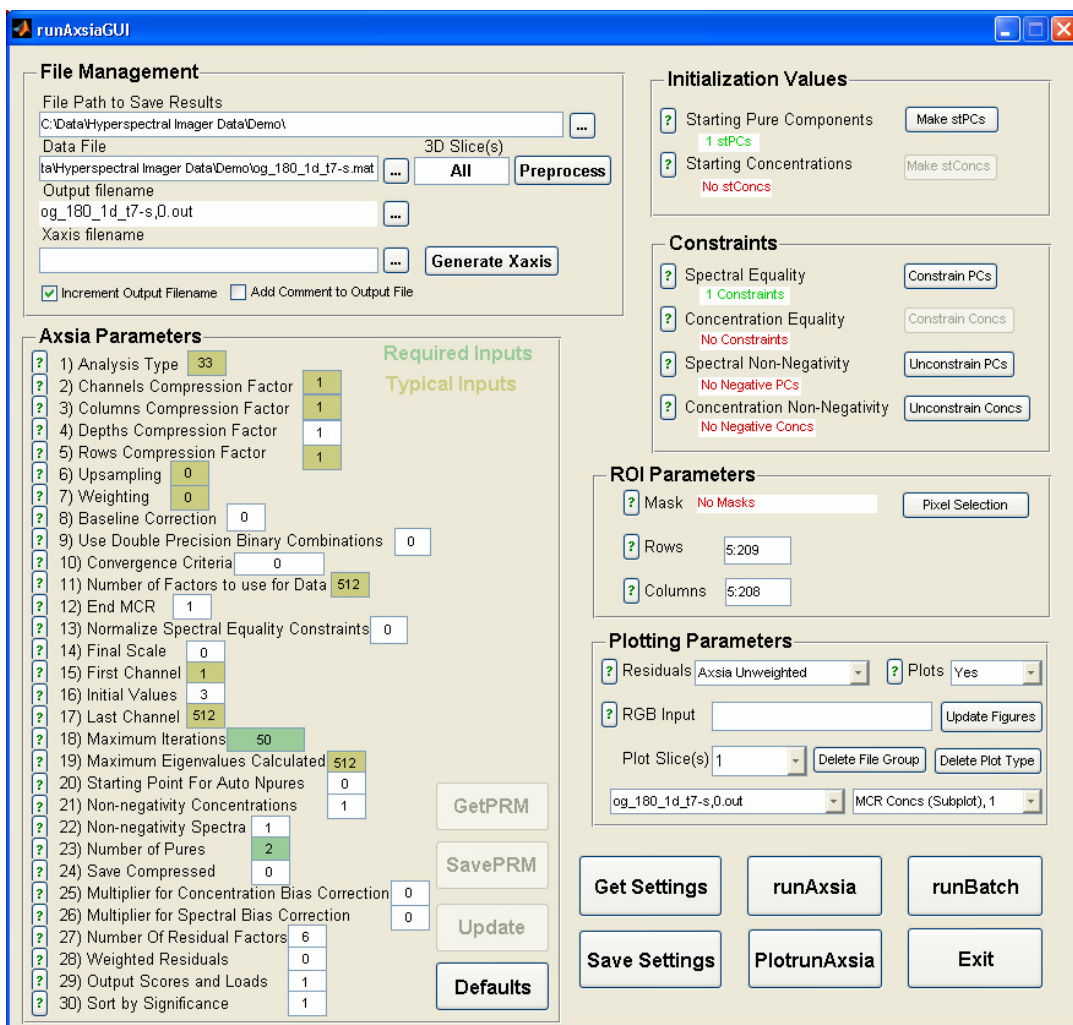 runAxsiaGUI
File Management
File Path to Save Results
C:\Data\Hyperspectral Imager Data\Demo\
...
Data File
3D Slice(s)
ta\Hyperspectral Imager Data\Demo\og_180_1d_t7-s.mat
...
All
Preprocess
Output filename
og_180_1d_t7-s,0.out
...
Xaxis filename
...
Generate Xaxis
Increment Output Filename
Add Comment to Output File
Axsia Parameters
Required Inputs
Typical Inputs
? 1) Analysis Type 33
? 2) Channels Compression Factor 1
? 3) Columns Compression Factor 1
? 4) Depths Compression Factor 1
? 5) Rows Compression Factor 1
? 6) Upsampling 0
? 7) Weighting 0
? 8) Baseline Correction 0
? 9) Use Double Precision Binary Combinations 0
? 10) Convergence Criteria 0
? 11) Number of Factors to use for Data 512
? 12) End MCR 1
? 13) Normalize Spectral Equality Constraints 0
? 14) Final Scale 0
? 15) First Channel 1
? 16) Initial Values 3
? 17) Last Channel 512
? 18) Maximum Iterations 50
? 19) Maximum Eigenvalues Calculated 512
? 20) Starting Point For Auto Npures 0
? 21) Non-negativity Concentrations 1
? 22) Non-negativity Spectra 1
? 23) Number of Pures 2
? 24) Save Compressed 0
? 25) Multiplier for Concentration Bias Correction 0
? 26) Multiplier for Spectral Bias Correction 0
? 27) Number Of Residual Factors 6
? 28) Weighted Residuals 0
? 29) Output Scores and Loads 1
? 30) Sort by Significance 1
GetPRM
SavePRM
Update
Defaults
Initialization Values
? Starting Pure Components
Make stPCs
1 stPCs
? Starting Concentrations
Make stConcs
No stConcs
Constraints
? Spectral Equality
Constrain PCs
1 Constraints
? Concentration Equality
Constrain Concs
No Constraints
? Spectral Non-Negativity
Unconstrain PCs
No Negative PCs
? Concentration Non-Negativity
Unconstrain Concs
No Negative Concs
ROI Parameters
? Mask No Masks
Pixel Selection
? Rows 5:209
? Columns 5:208
Plotting Parameters
? Residuals Axsia Unweighted
? Plots Yes
? RGB Input
Update Figures
Plot Slice(s) 1
Delete File Group
Delete Plot Type
og_180_1d_t7-s,0.out
MCR Concs (Subplot), 1
Get Settings
runAxsia
runBatch
Save Settings
PlotrunAxsia
Exit